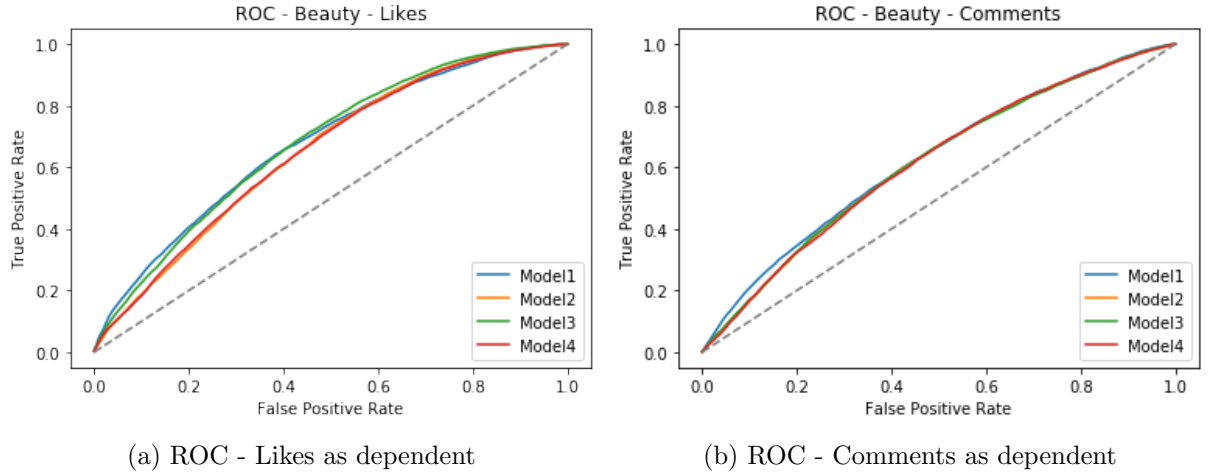 ROC - Beauty - Likes
True Positive Rate
1.0
0.8
0.6
0.4
0.2
0.0
Model1
Model2
Model3
Model4
0.0 0.2 0.4 0.6 0.8 1.0
False Positive Rate
(a) ROC - Likes as dependent
ROC - Beauty - Comments
True Positive Rate
1.0
0.8
0.6
0.4
0.2
0.0
Model1
Model2
Model3
Model4
0.0 0.2 0.4 0.6 0.8 1.0
False Positive Rate
(b) ROC - Comments as dependent